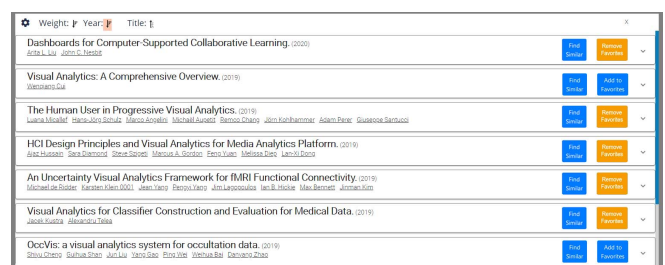 Weight: Year: Title: x
Dashboards for Computer-Supported Collaborative Learning. (2020)
Arita L. Liu John C. Nesbit
Find Similar Remove Favorites
Visual Analytics: A Comprehensive Overview. (2019)
Wenqiang Cui
Find Similar Add to Favorites
The Human User in Progressive Visual Analytics. (2019)
Luana Micallef Hans-Jörg Schulz Marco Angelini Michaël Aupetit Remco Chang Jörn Kohlhammer Adam Perer Giuseppe Santucci
Find Similar Remove Favorites
HCI Design Principles and Visual Analytics for Media Analytics Platform. (2019)
Ajaz Hussain Sara Diamond Steve Szigeti Marcus A. Gordon Feng Yuan Melissa Diep Lan-Xi Dong
Find Similar Remove Favorites
An Uncertainty Visual Analytics Framework for fMRI Functional Connectivity. (2019)
Michael de Ridder Karsten Klein 0001 Jean Yang Pengyi Yang Jim Lagopoulos Ian B. Hickie Max Bennett Jinman Kim
Find Similar Remove Favorites
Visual Analytics for Classifier Construction and Evaluation for Medical Data. (2019)
Jacek Kustra Alexandru Telea
Find Similar Remove Favorites
OccVis: a visual analytics system for occultation data. (2019)
Shivu Cheng Guihua Shan Jun Liu Yang Gao Ping Wei Weihua Bai Danyang Zhao
Find Similar Add to Favorites